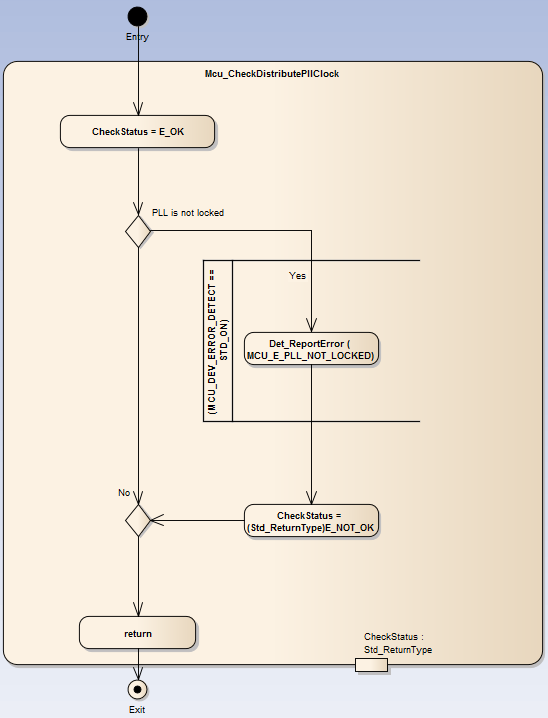 Entry
Mcu_CheckDistributePllClock
CheckStatus = E_OK
PLL is not locked
(MCU_DEV_ERROR_DETECT ==
STD_ON)
Yes
Det_ReportError (
MCU_E_PLL_NOT_LOCKED)
No
CheckStatus =
(Std_ReturnType)E_NOT_OK
return
CheckStatus :
Std_ReturnType
Exit